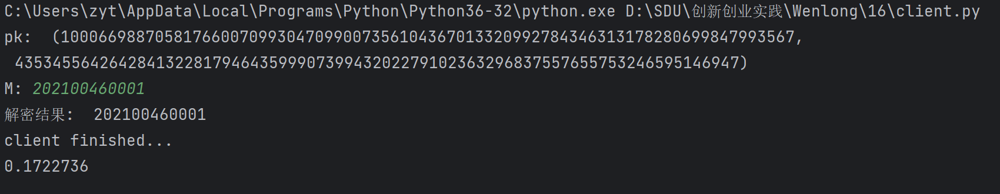 C:\Users\zyt\AppData\Local\Programs\Python\Python36-32\python.exe D:\SDU\创新创业实践\Wenlong\16\client.py
pk:  (100066988705817660070993047099007356104367013320992784346313178280699847993567,
 43534556426428413228179464359990739943202279102363296837557655753246595146947)
M: 202100460001
解密结果:  202100460001
client finished...
0.1722736